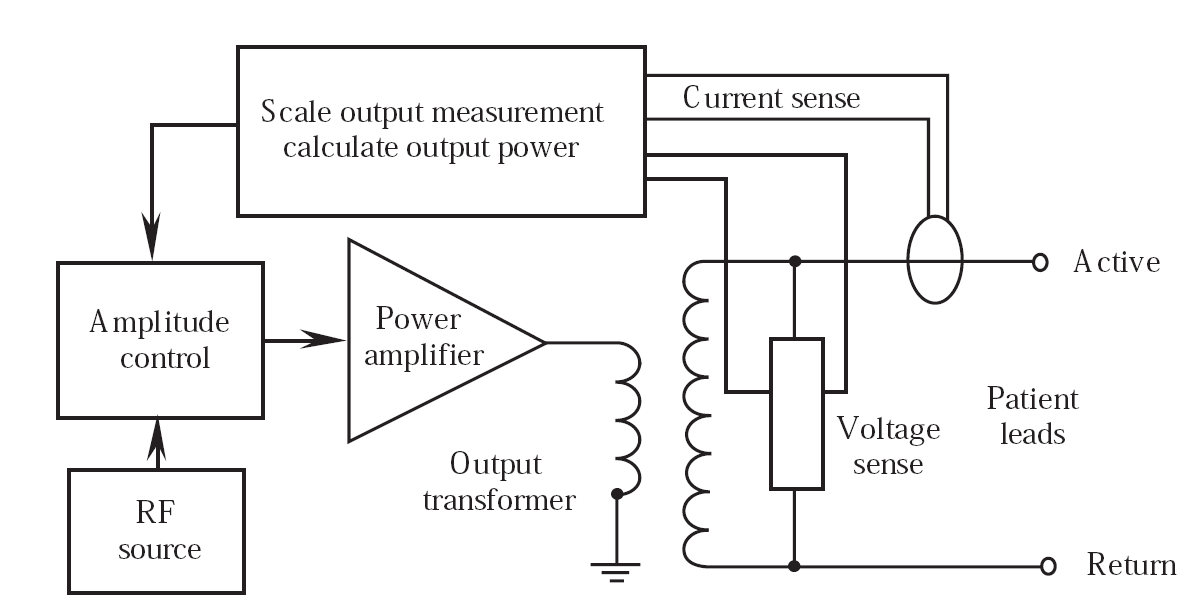 Scale output measurement
calculate output power
Current sense
Active
Amplitude
control
Power
amplifier
Output
transformer
Voltage
sense
Patient
leads
RF
source
Return